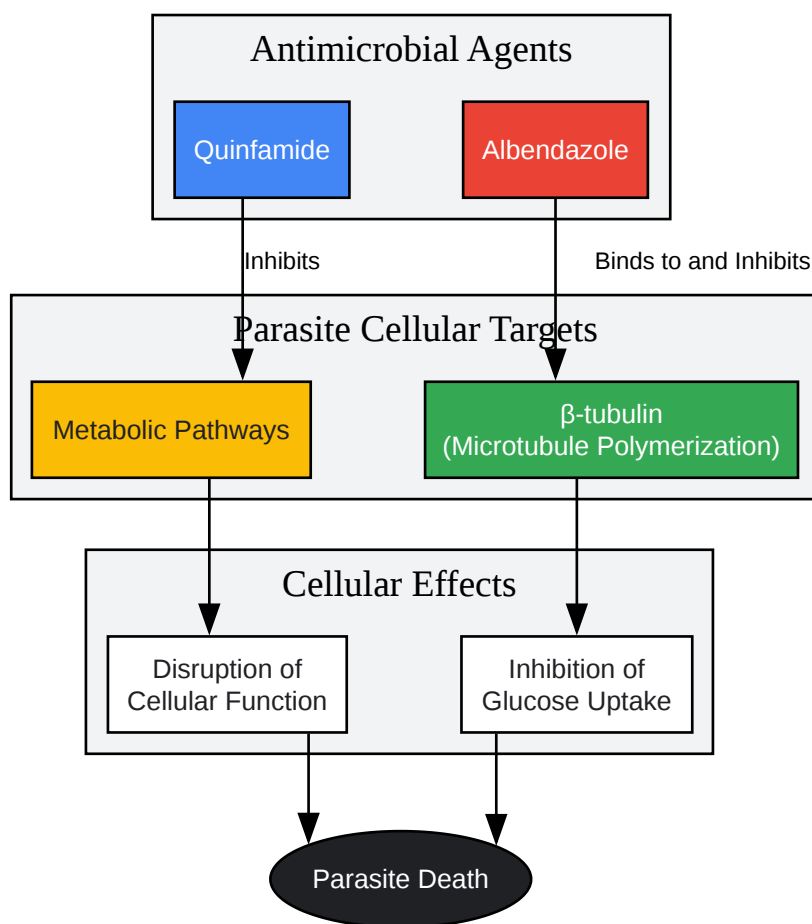 Antimicrobial Agents
Quinfamide
Albendazole
Inhibits
Binds to and Inhibits
Parasite Cellular Targets
Metabolic Pathways
β-tubulin
(Microtubule Polymerization)
Cellular Effects
Disruption of
Cellular Function
Inhibition of
Glucose Uptake
Parasite Death